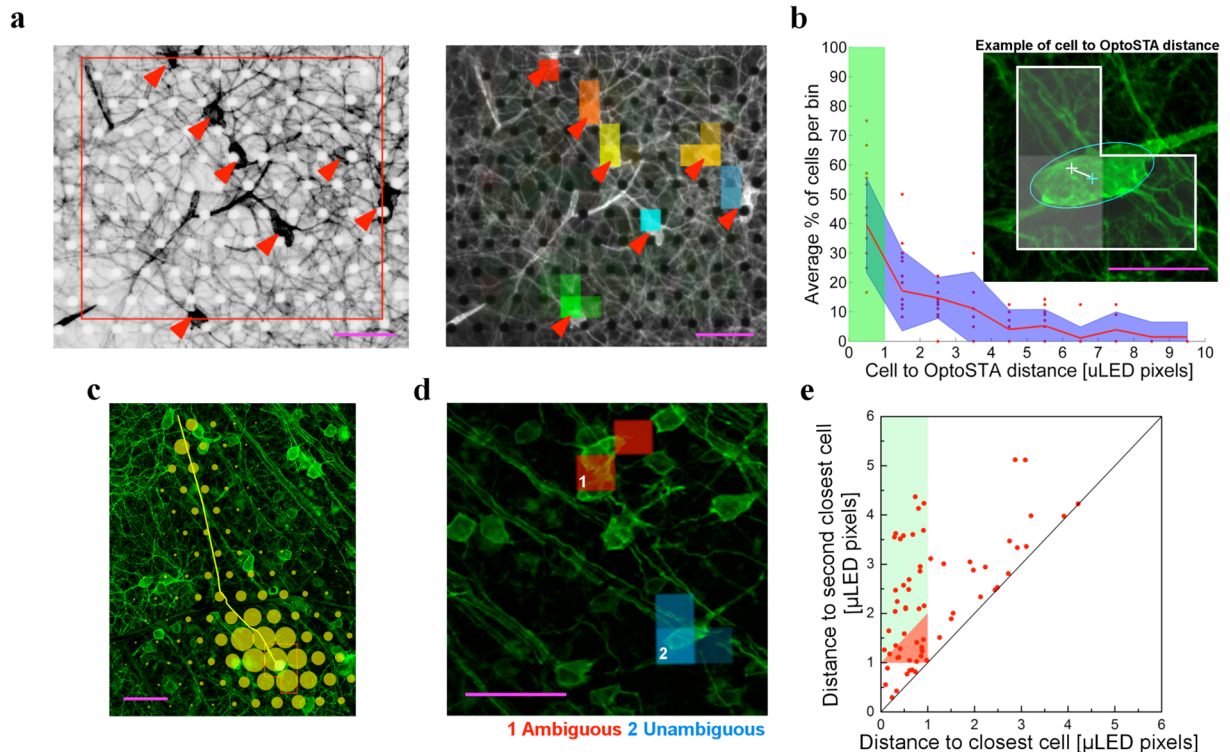 a
b
Example of cell to OptoSTA distance
Average % of cells per bin
100
90
80
70
60
50
40
30
20
10
0
0 1 2 3 4 5 6 7 8 9 10
Cell to OptoSTA distance [uLED pixels]
c
d
1
2
1 Ambiguous 2 Unambiguous
e
Distance to second closest cell
[µLED pixels]
6
5
4
3
2
1
0
0 1 2 3 4 5 6
Distance to closest cell [µLED pixels]